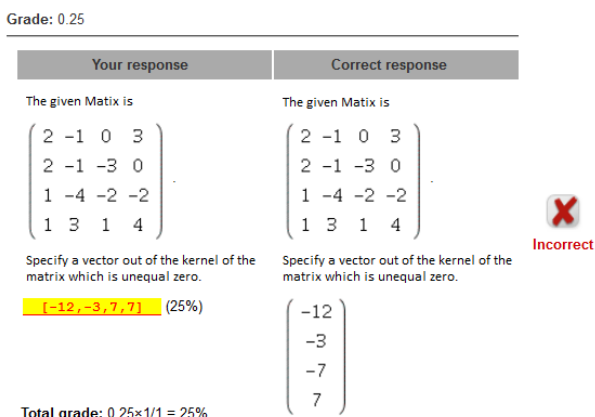 Grade: 0.25
Your response Correct response
The given Matix is The given Matix is
2 -1 0 3 2 -1 0 3
2 -1 -3 0 . 2 -1 -3 0 .
1 -4 -2 -2 1 -4 -2 -2
1 3 1 4 1 3 1 4
Incorrect
Specify a vector out of the kernel of the matrix which is unequal zero. Specify a vector out of the kernel of the matrix which is unequal zero.
[-12,-3,7,7] (25%)
-12
-3
-7
7
Total grade: 0.25×1/1 = 25%